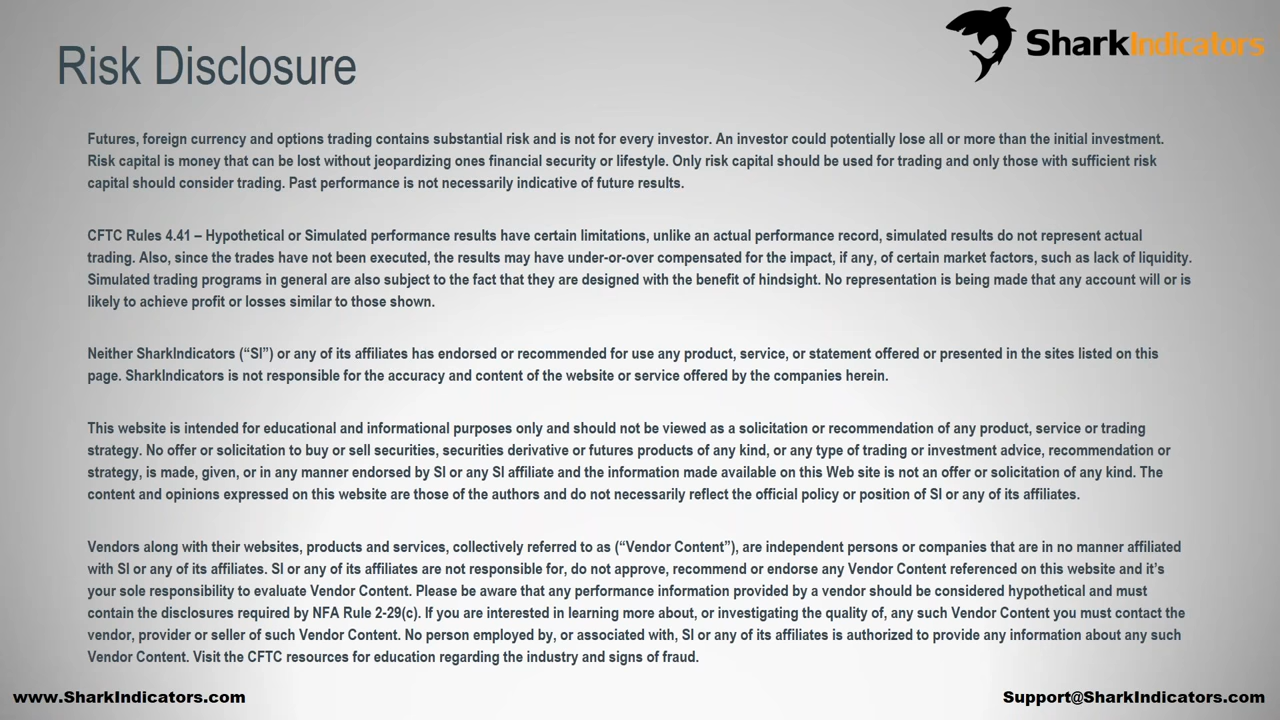 Risk Disclosure
SharkIndicators
Futures, foreign currency and options trading contains substantial risk and is not for every investor. An investor could potentially lose all or more than the initial investment.
Risk capital is money that can be lost without jeopardizing ones financial security or lifestyle. Only risk capital should be used for trading and only those with sufficient risk
capital should consider trading. Past performance is not necessarily indicative of future results.
CFTC Rules 4.41 – Hypothetical or Simulated performance results have certain limitations, unlike an actual performance record, simulated results do not represent actual
trading. Also, since the trades have not been executed, the results may have under-or-over compensated for the impact, if any, of certain market factors, such as lack of liquidity.
Simulated trading programs in general are also subject to the fact that they are designed with the benefit of hindsight. No representation is being made that any account will or is
likely to achieve profit or losses similar to those shown.
Neither SharkIndicators (“SI”) or any of its affiliates has endorsed or recommended for use any product, service, or statement offered or presented in the sites listed on this
page. SharkIndicators is not responsible for the accuracy and content of the website or service offered by the companies herein.
This website is intended for educational and informational purposes only and should not be viewed as a solicitation or recommendation of any product, service or trading
strategy. No offer or solicitation to buy or sell securities, securities derivative or futures products of any kind, or any type of trading or investment advice, recommendation or
strategy, is made, given, or in any manner endorsed by SI or any SI affiliate and the information made available on this Web site is not an offer or solicitation of any kind. The
content and opinions expressed on this website are those of the authors and do not necessarily reflect the official policy or position of SI or any of its affiliates.
Vendors along with their websites, products and services, collectively referred to as (“Vendor Content”), are independent persons or companies that are in no manner affiliated
with SI or any of its affiliates. SI or any of its affiliates are not responsible for, do not approve, recommend or endorse any Vendor Content referenced on this website and it’s
your sole responsibility to evaluate Vendor Content. Please be aware that any performance information provided by a vendor should be considered hypothetical and must
contain the disclosures required by NFA Rule 2-29(c). If you are interested in learning more about, or investigating the quality of, any such Vendor Content you must contact the
vendor, provider or seller of such Vendor Content. No person employed by, or associated with, SI or any of its affiliates is authorized to provide any information about any such
Vendor Content. Visit the CFTC resources for education regarding the industry and signs of fraud.
www.SharkIndicators.com
Support@SharkIndicators.com